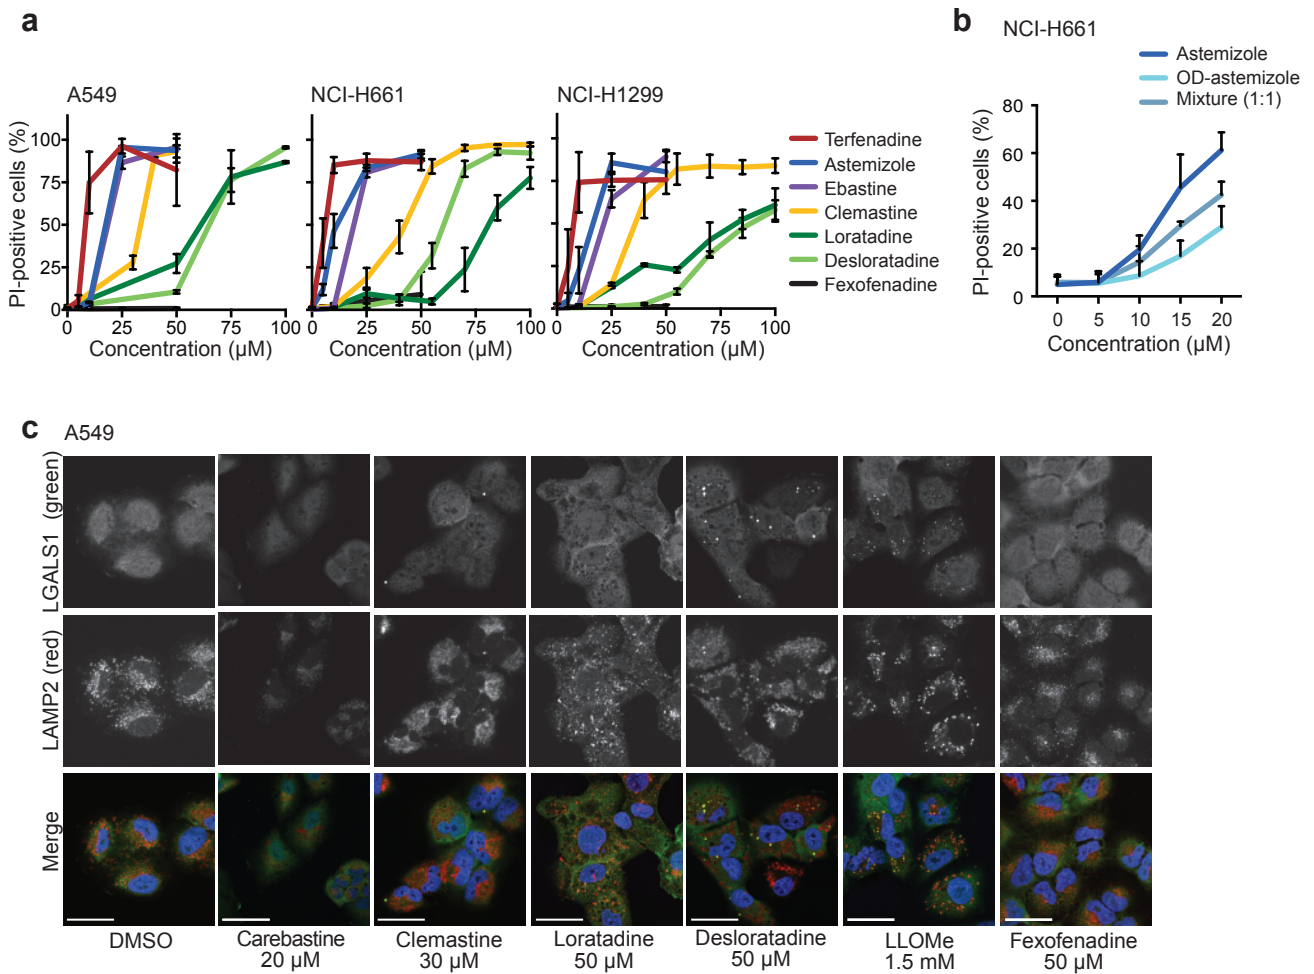 a
A549
NCI-H661
NCI-H1299
PI-positive cells (%)
100
75
50
25
0
0 25 50 75 100
0 25 50 75 100
0 25 50 75 100
Concentration (µM)
Concentration (µM)
Concentration (µM)
Terfenadine
Astemizole
Ebastine
Clemastine
Loratadine
Desloratadine
Fexofenadine
b
NCI-H661
Astemizole
OD-astemizole
Mixture (1:1)
PI-positive cells (%)
80
60
40
20
0
0 5 10 15 20
Concentration (µM)
c
A549
LGALS1 (green)
LAMP2 (red)
Merge
DMSO
Carebastine
20 µM
Clemastine
30 µM
Loratadine
50 µM
Desloratadine
50 µM
LLOMe
1.5 mM
Fexofenadine
50 µM